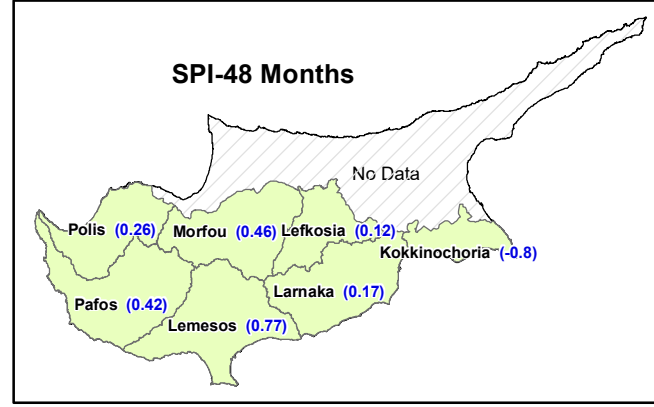 SPI-48 Months
No Data
Polis (0.26)
Morfou (0.46)
Lefkosia (0.12)
Kokkinochoria (-0.8)
Pafos (0.42)
Larnaka (0.17)
Lemesos (0.77)